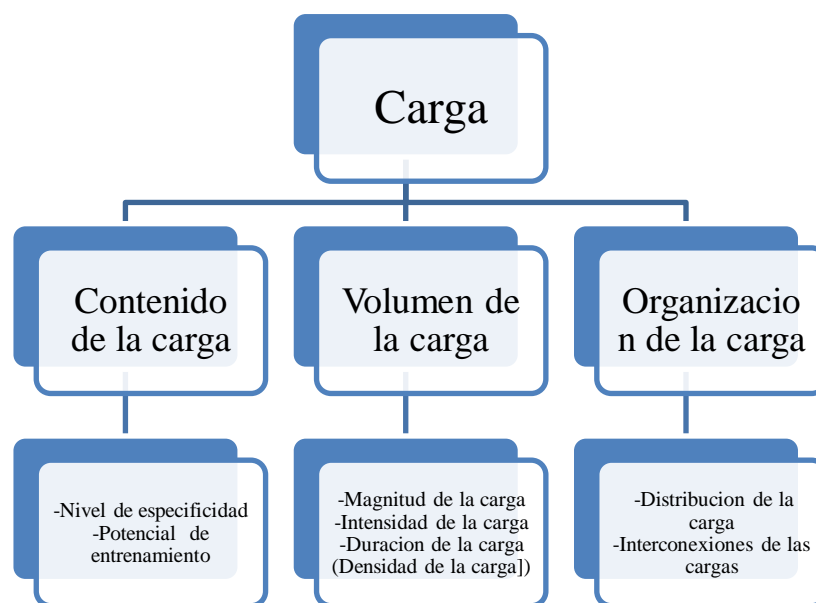 Carga
Contenido
de la carga
Volumen de
la carga
Organizacio
n de la carga
-Nivel de especificidad
-Potencial de
entrenamiento
-Magnitud de la carga
-Intensidad de la carga
-Duracion de la carga
(Densidad de la carga])
-Distribucion de la
carga
-Interconexiones de las
cargas